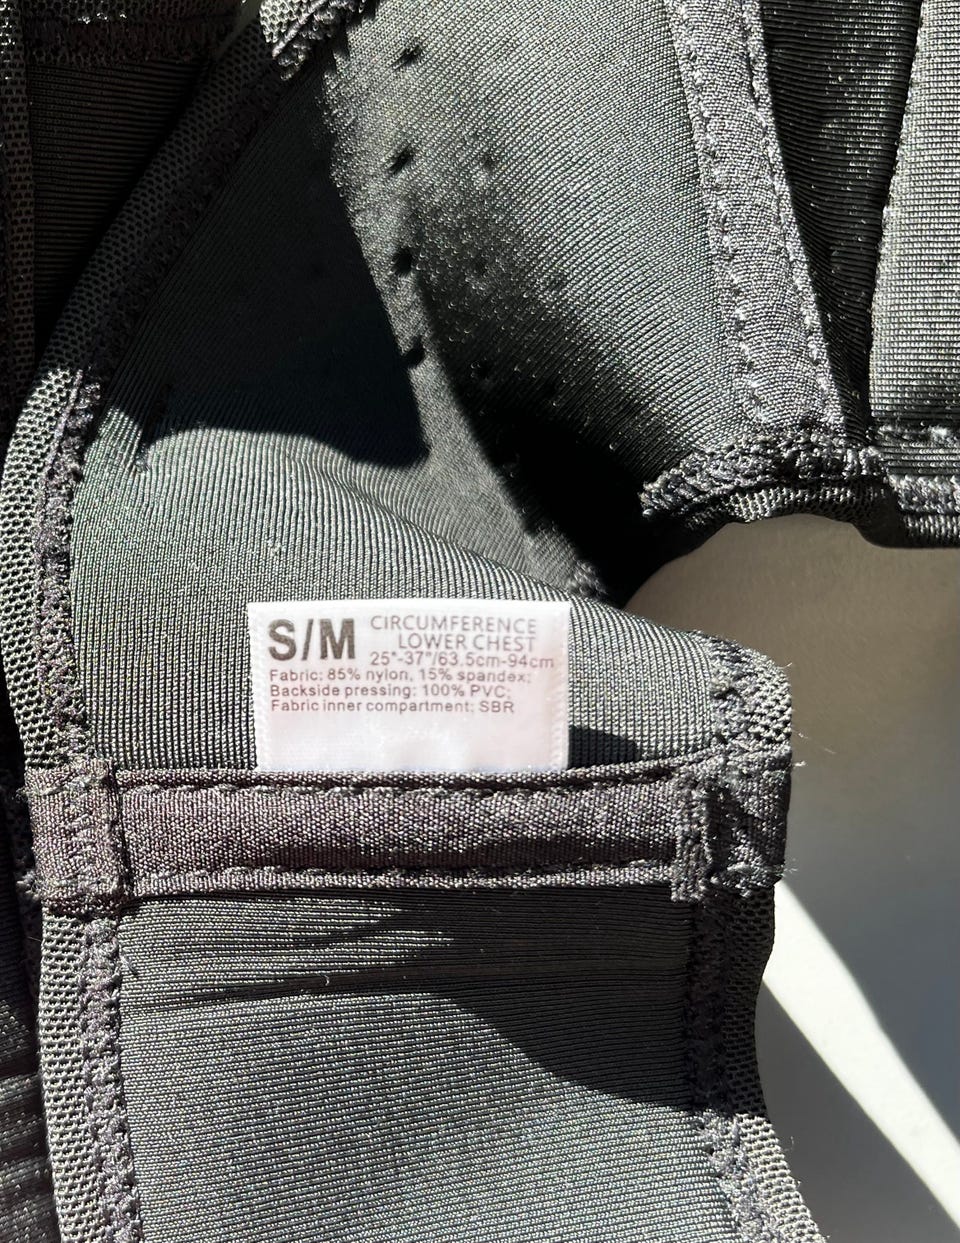 S/M
CIRCUMFERENCE
LOWER CHEST
25"-37"/63.5cm-94cm
Fabric: 85% nylon, 15% spandex;
Backside pressing: 100% PVC;
Fabric inner compartment: SBR